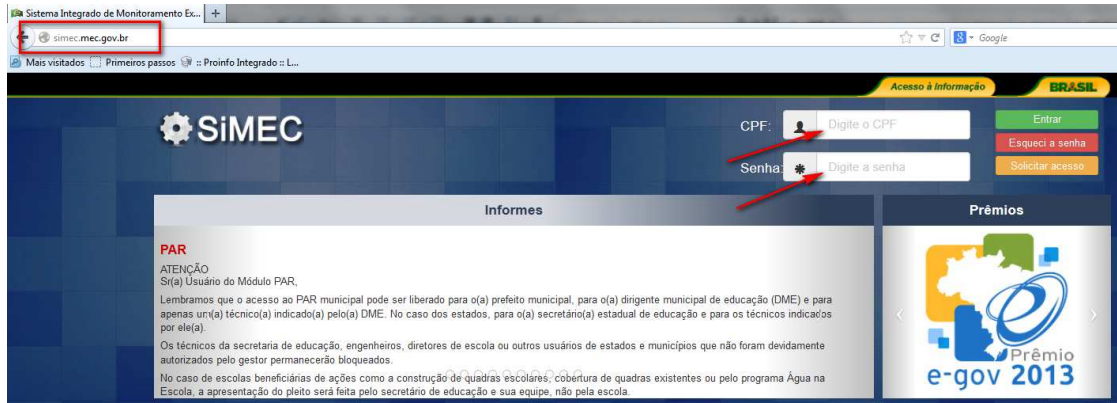 Sistema Integrado de Monitoramento Ex...
simec.mec.gov.br
Google
Mais visitados Primeiros passos :: Proinfo Integrado :: L...
Acesso à Informação
BRASIL
SiMEC
CPF: Digite o CPF
Entrar
Esqueci a senha
Senha: Digite a senha
Solicitar acesso
Informes
Prêmios
PAR
ATENÇÃO
Sr(a) Usuário do Módulo PAR,
Lembramos que o acesso ao PAR municipal pode ser liberado para o(a) prefeito municipal, para o(a) dirigente municipal de educação (DME) e para
apenas um(a) técnico(a) indicado(a) pelo(a) DME. No caso dos estados, para o(a) secretário(a) estadual de educação e para os técnicos indicados
por ele(a).
Os técnicos da secretaria de educação, engenheiros, diretores de escola ou outros usuários de estados e municípios que não foram devidamente
autorizados pelo gestor permanecerão bloqueados.
No caso de escolas beneficiárias de ações como a construção de quadras escolares, cobertura de quadras existentes ou pelo programa Água na
Escola, a apresentação do pleito será feita pelo secretário de educação e sua equipe, não pela escola.
Prêmio
e-gov 2013